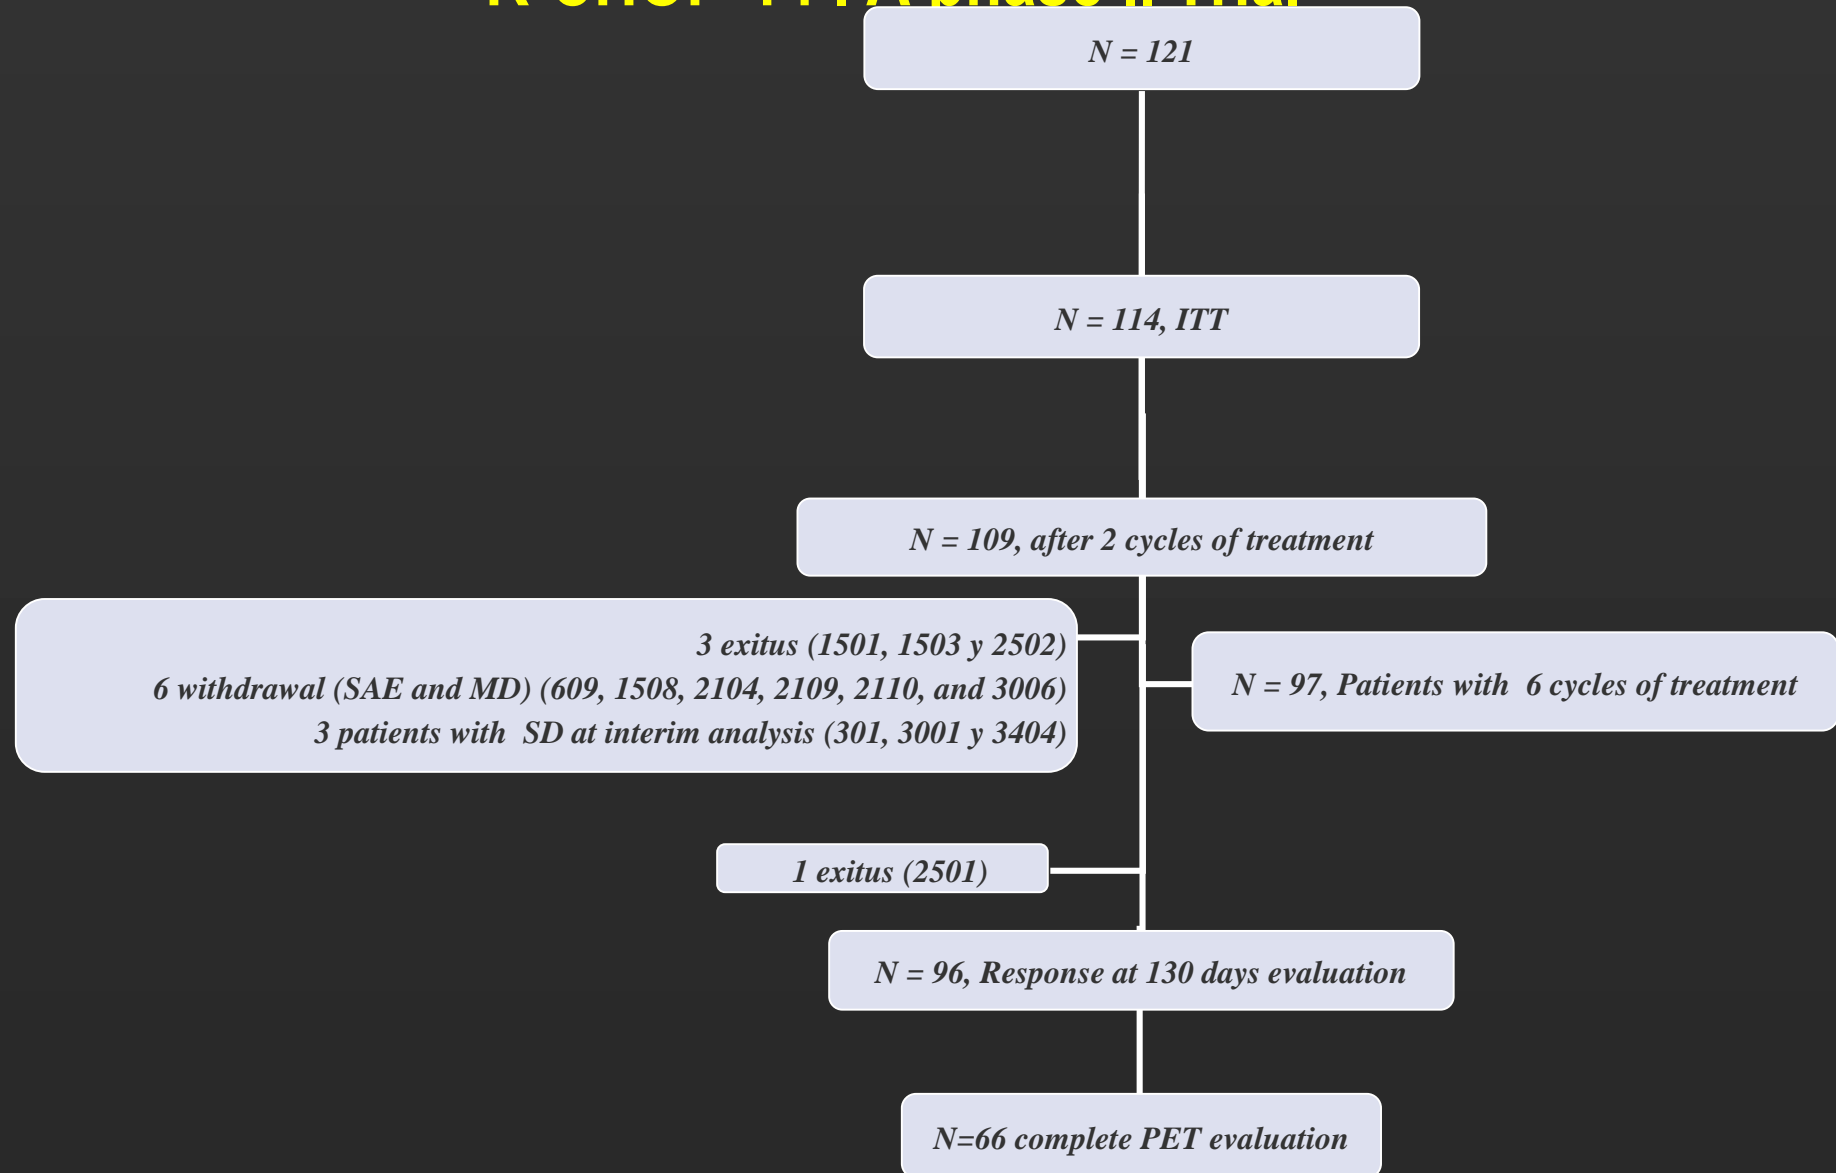 N = 121
N = 114, ITT
N = 109, after 2 cycles of treatment
3 exitus (1501, 1503 y 2502)
6 withdrawal (SAE and MD) (609, 1508, 2104, 2109, 2110, and 3006)
3 patients with SD at interim analysis (301, 3001 y 3404)
N = 97, Patients with 6 cycles of treatment
1 exitus (2501)
N = 96, Response at 130 days evaluation
N=66 complete PET evaluation